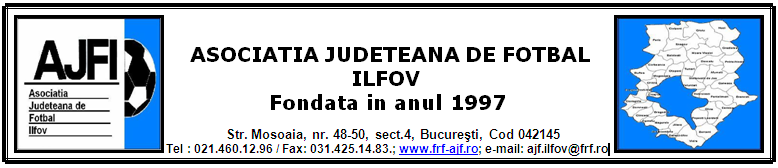 AJFI
Asociatia
Judeteana de
Fotbal
Ilfov
ASOCIATIA JUDETEANA DE FOTBAL
ILFOV
Fondata in anul 1997
Str. Mosoaia, nr. 48-50, sect.4, Bucureşti, Cod 042145
Tel : 021.460.12.96 / Fax: 031.425.14.83.; www.frf-ajf.ro; e-mail: ajf.ilfov@frf.ro